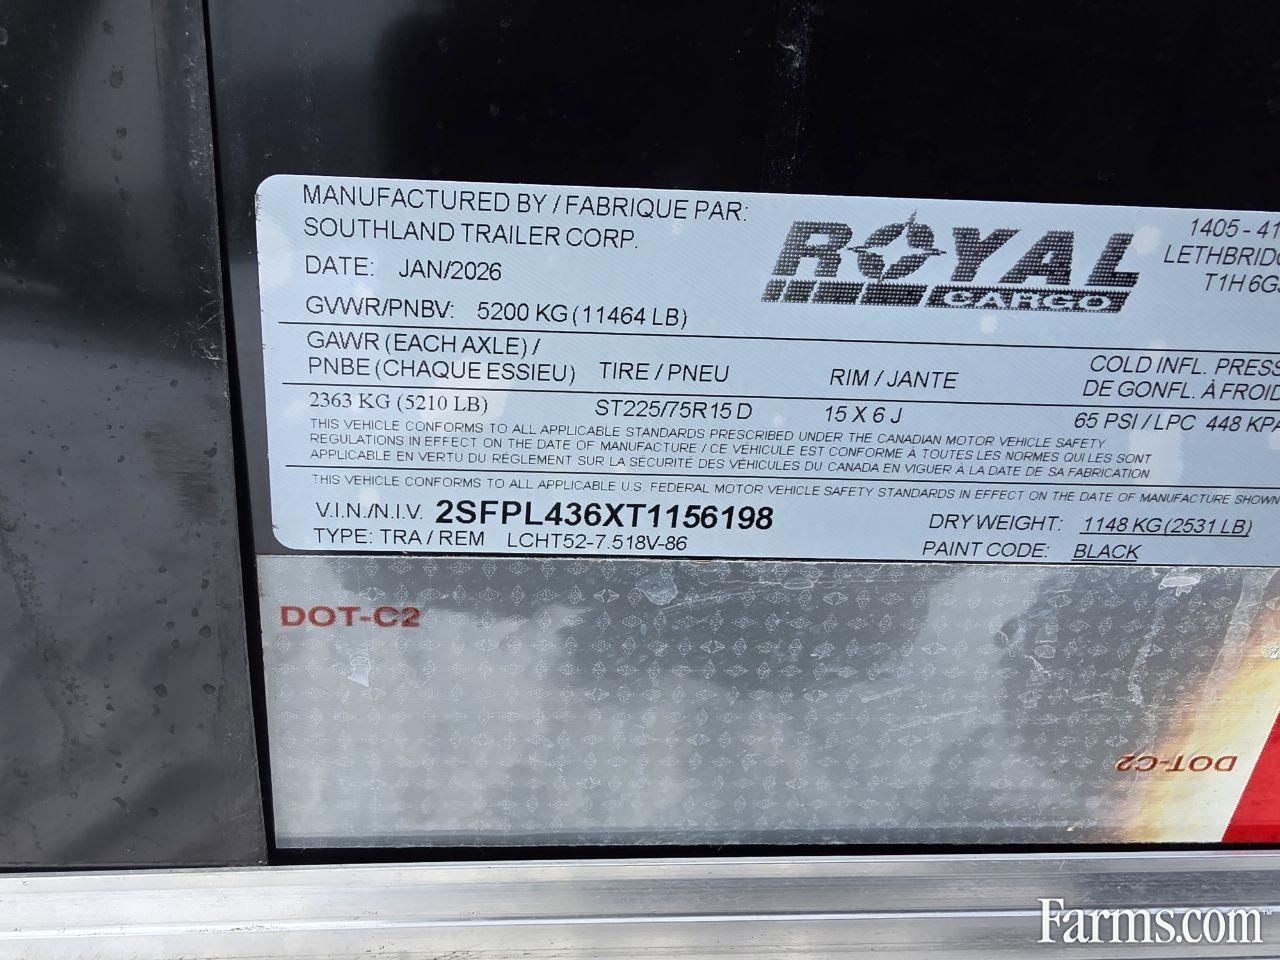 MANUFACTURED BY / FABRIQUE PAR:
SOUTHLAND TRAILER CORP.
DATE: JAN/2026
GVWR/PNBV: 5200 KG (11464 LB)
ROYAL
CARGO
1405 - 41
LETHBRIDG
T1H 6G
GAWR (EACH AXLE) /
PNBE (CHAQUE ESSIEU)
TIRE / PNEU
RIM / JANTE
COLD INFL. PRESS
DE GONFL. À FROID
2363 KG (5210 LB)
ST225/75R15 D
15 X 6 J
65 PSI / LPC 448 KPA
THIS VEHICLE CONFORMS TO ALL APPLICABLE STANDARDS PRESCRIBED UNDER THE CANADIAN MOTOR VEHICLE SAFETY
REGULATIONS IN EFFECT ON THE DATE OF MANUFACTURE / CE VÉHICULE EST CONFORME À TOUTES LES NORMES QUI LES SONT
APPLICABLE EN VERTU DU RÉGLEMENT SUR LA SÉCURITÉ DES VÉHICULES DU CANADA EN VIGUER À LA DATE DE SA FABRICATION.
THIS VEHICLE CONFORMS TO ALL APPLICABLE U.S. FEDERAL MOTOR VEHICLE SAFETY STANDARDS IN EFFECT ON THE DATE OF MANUFACTURE SHOWN
V.I.N./N.I.V. 2SFPL436XT1156198
TYPE: TRA / REM LCHT52-7.518V-86
DRY WEIGHT: 1148 KG (2531 LB)
PAINT CODE: BLACK
DOT-C2
DOT-C2
Farms.com